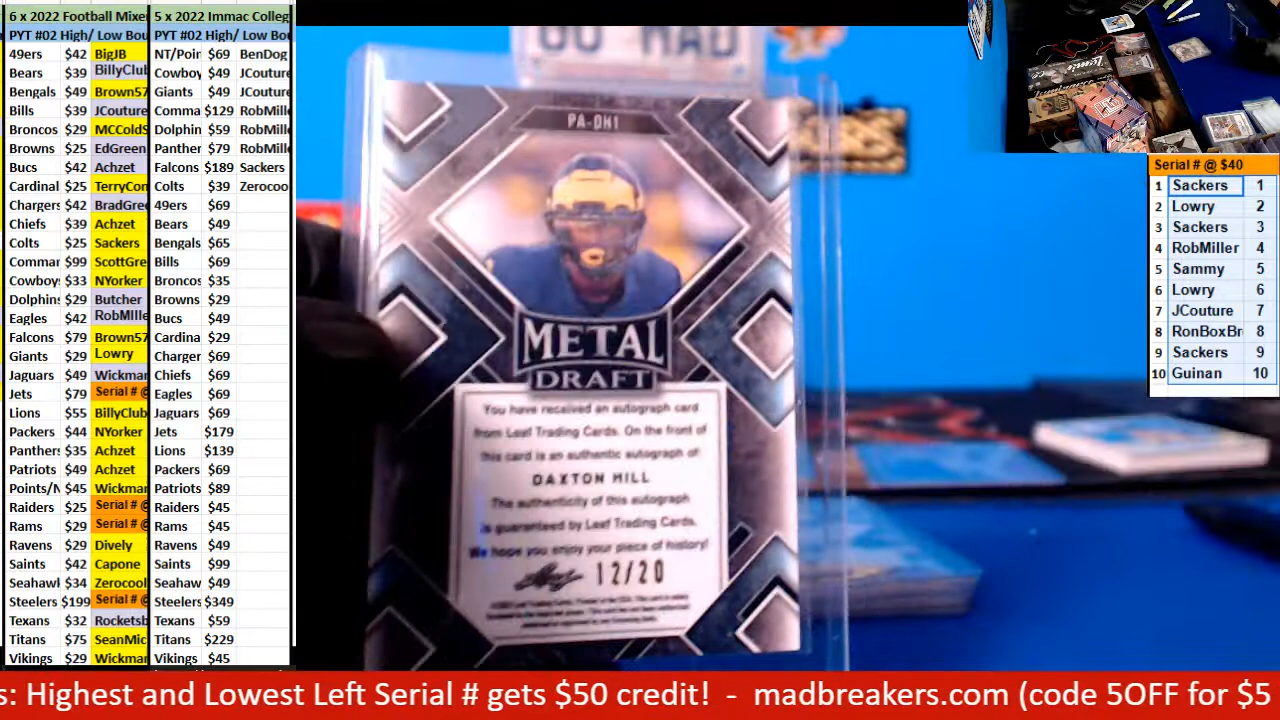 6 x 2022 Football Mixer
5 x 2022 Immac Colleg
PYT #02 High/ Low Bou
PYT #02 High/ Low Bou
49ers $42 BigJB NT/Poin $69 BenDog
Bears $39 BillyClub Cowboy $49 JCouture
Bengals $49 Brown57 Giants $49 JCouture
Bills $39 JCouture Comma $129 RobMille
Broncos $29 MCColdS Dolphin $59 RobMille
Browns $25 EdGreen Panther $79 RobMille
Bucs $42 Achzet Falcons $189 Sackers
Cardinal $25 TerryCon Colts $39 Zerocoo
Chargers $42 BradGree 49ers $69
Chiefs $39 Achzet Bears $49
Colts $25 Sackers Bengals $65
Commar $99 ScottGre Bills $69
Cowboys $33 NYorker Broncos $35
Dolphins $29 Butcher Browns $29
Eagles $42 RobMIlle Bucs $49
Falcons $79 Brown57 Cardina $29
Giants $29 Lowry Charger $69
Jaguars $49 Wickmar Chiefs $69
Jets $79 Serial # @ Eagles $69
Lions $55 BillyClub Jaguars $69
Packers $44 NYorker Jets $179
Panthers $35 Achzet Lions $139
Patriots $49 Achzet Packers $69
Points/N $45 Wickmar Patriots $89
Raiders $25 Serial # @ Raiders $45
Rams $29 Serial # @ Rams $45
Ravens $29 Dively Ravens $49
Saints $42 Capone Saints $99
Seahawk $34 Zerocool Seahaw $49
Steelers $199 Serial # @ Steelers $349
Texans $32 Rocketsb Texans $59
Titans $75 SeanMic Titans $229
Vikings $29 Wickmar Vikings $45
GO MAD
PA-DH1
METAL
DRAFT
You have received an autograph card
from Leaf Trading Cards. On the front of
this card is an authentic autograph of
DAXTON HILL
The authenticity of this autograph
is guaranteed by Leaf Trading Cards.
We hope you enjoy your piece of history!
Leaf 12/20
Serial # @ $40
1 Sackers 1
2 Lowry 2
3 Sackers 3
4 RobMiller 4
5 Sammy 5
6 Lowry 6
7 JCouture 7
8 RonBoxBr 8
9 Sackers 9
10 Guinan 10
s: Highest and Lowest Left Serial # gets $50 credit! - madbreakers.com (code 5OFF for $5